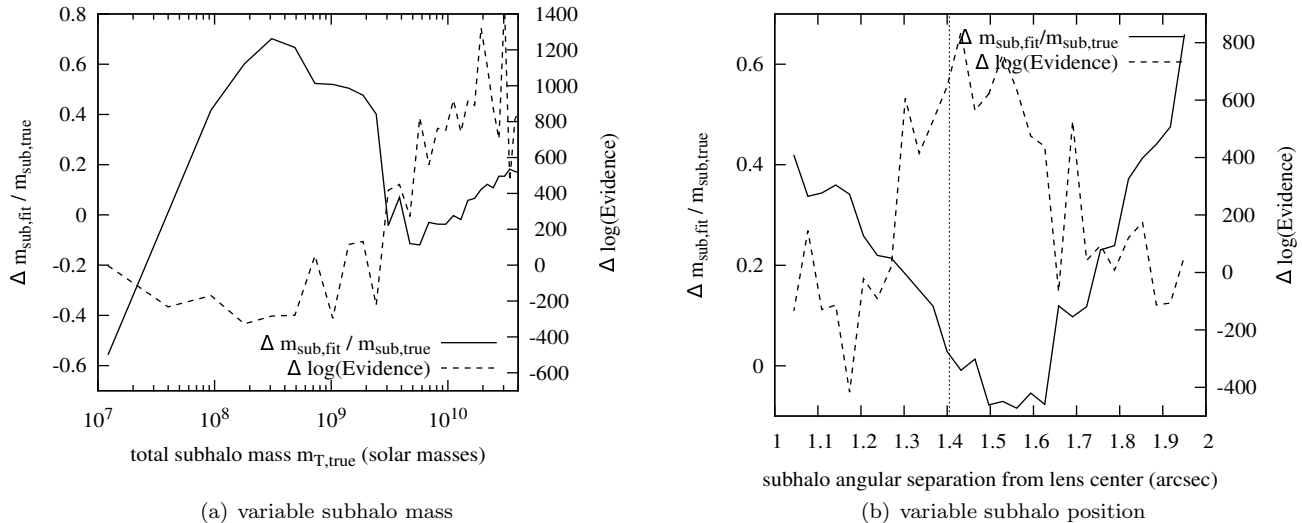 0.8
0.6
0.4
0.2
0
-0.2
-0.4
-0.6
Δ m_sub,fit / m_sub,true
1400
1200
1000
800
600
400
200
0
-200
-400
-600
Δ log(Evidence)
Δ m_sub,fit / m_sub,true
Δ log(Evidence)
10^7 10^8 10^9 10^10
total subhalo mass m_T,true (solar masses)
(a) variable subhalo mass
0.8
0.6
0.4
0.2
0
Δ m_sub,fit / m_sub,true
800
600
400
200
0
-200
-400
Δ log(Evidence)
Δ m_sub,fit/m_sub,true
Δ log(Evidence)
1 1.1 1.2 1.3 1.4 1.5 1.6 1.7 1.8 1.9 2
subhalo angular separation from lens center (arcsec)
(b) variable subhalo position